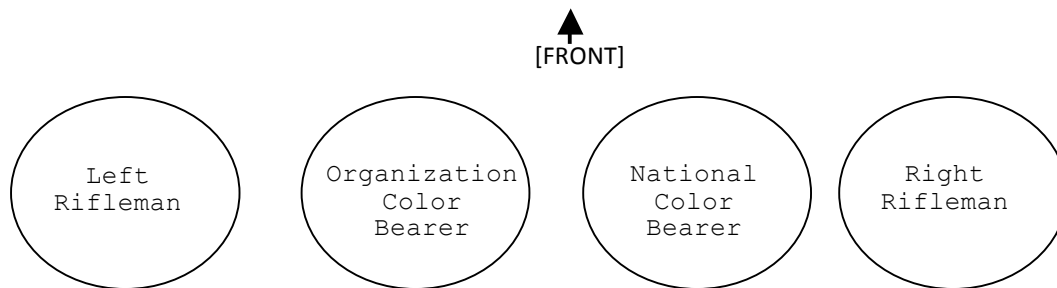 [FRONT]
Left
Rifleman
Organization
Color
Bearer
National
Color
Bearer
Right
Rifleman